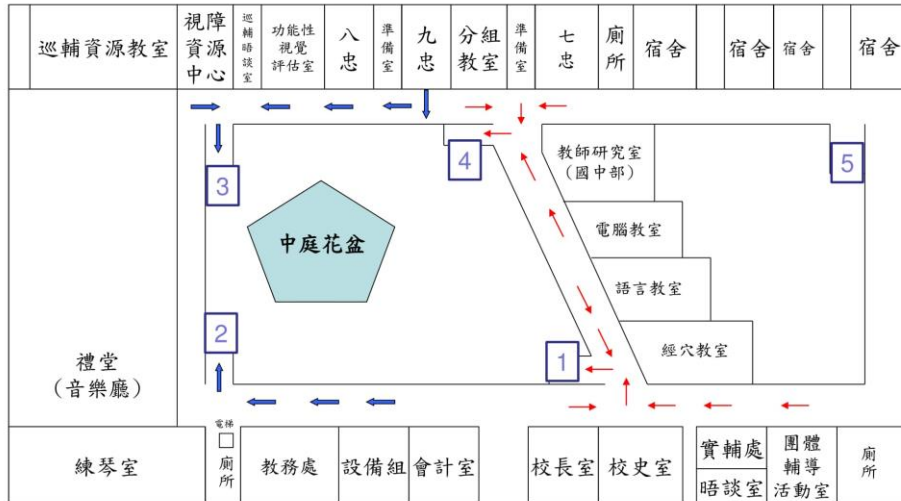 巡輔資源教室
視障
資源
中心
巡輔晤談室
功能性
視覺
評估室
八忠
準備室
九忠
分組
教室
準備室
七忠
廁所
宿舍
宿舍
宿舍
宿舍
3
4
5
教師研究室
(國中部)
電腦教室
語言教室
經穴教室
中庭花盆
2
1
禮堂
(音樂廳)
練琴室
電梯
廁所
教務處
設備組
會計室
校長室
校史室
實輔處
晤談室
團體
輔導
活動室
廁所